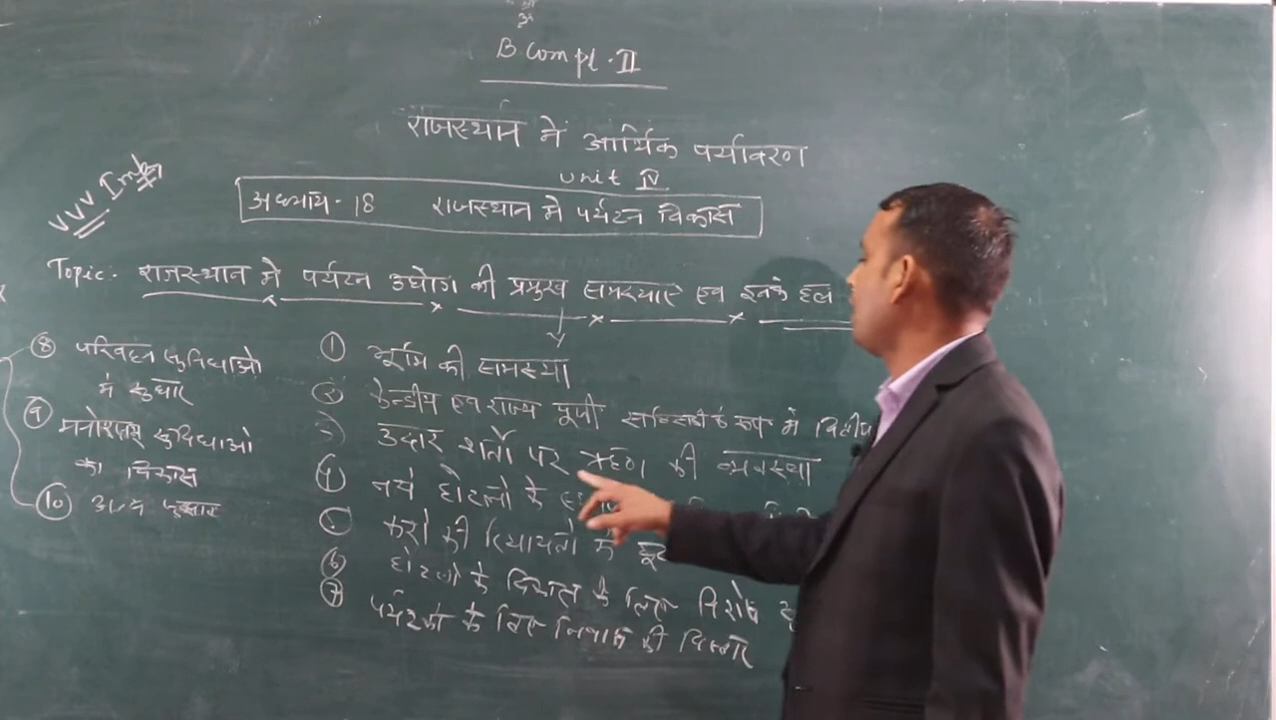 B Com pt. II
राजस्थान में आर्थिक पर्यावरण
Unit IV
अध्याय - 18 राजस्थान में पर्यटन विकास
VVV Imp
Topic - राजस्थान में पर्यटन उद्योग की प्रमुख समस्याएं एवं इनके हल
① भूमि की समस्या
② केन्द्रीय एवं राज्य पूंजी सब्सिडी के रूप में वित्तीय
③ उदार शर्तों पर ऋण की व्यवस्था
④ नये होटलों के
⑤ करों की रियायतों में छूट
⑥ होटलों के विकास के लिए विशेष
⑦ पर्यटकों के लिए निवास की विस्तार
⑧ परिवहन सुविधाओं
में सुधार
⑨ मनोरंजन सुविधाओं
का विकास
⑩ अन्य सुझाव